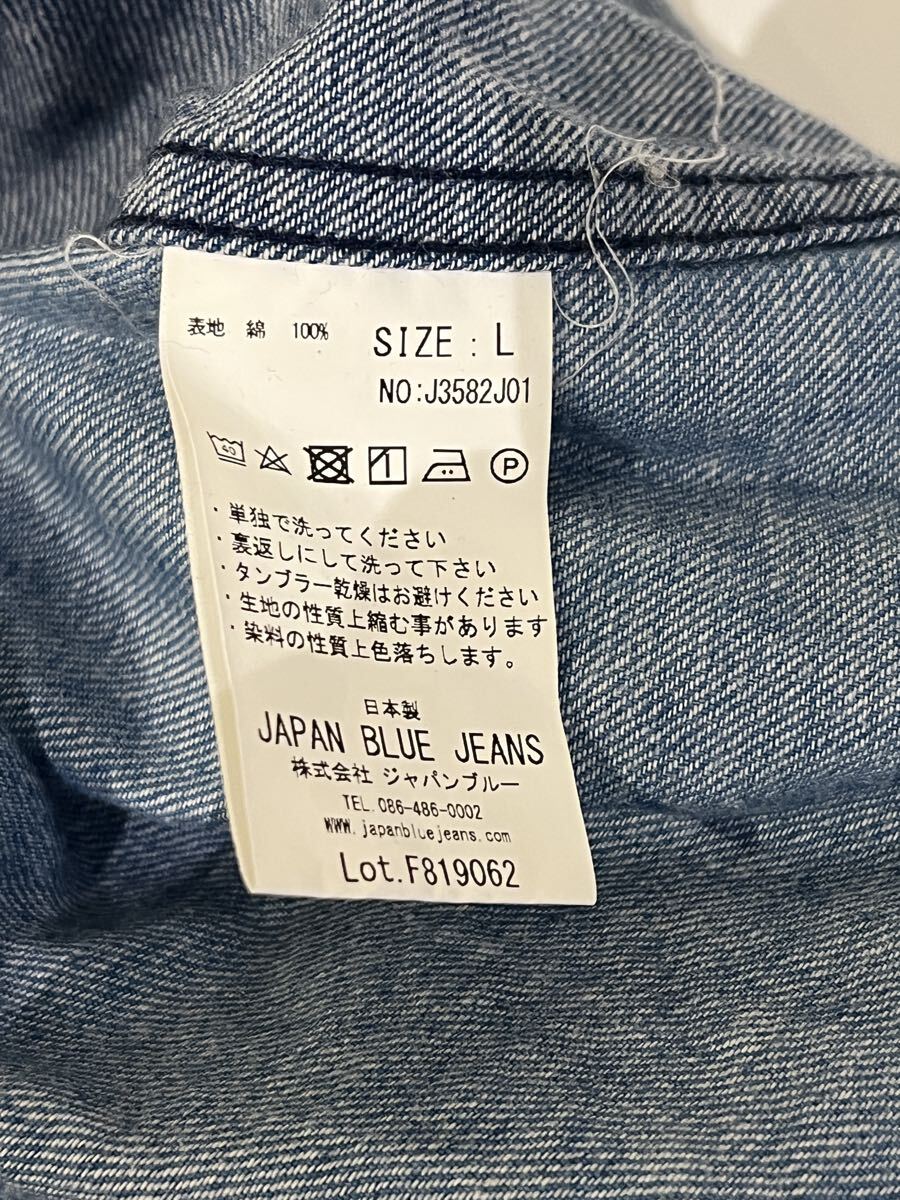 表地 綿 100%
SIZE : L
NO:J3582J01
40
P
・単独で洗ってください
・裏返しにして洗って下さい
・タンブラー乾燥はお避けください
・生地の性質上縮む事があります
・染料の性質上色落ちします。
日本製
JAPAN BLUE JEANS
株式会社 ジャパンブルー
TEL.086-486-0002
WWW.japanbluejeans.com
Lot.F819062